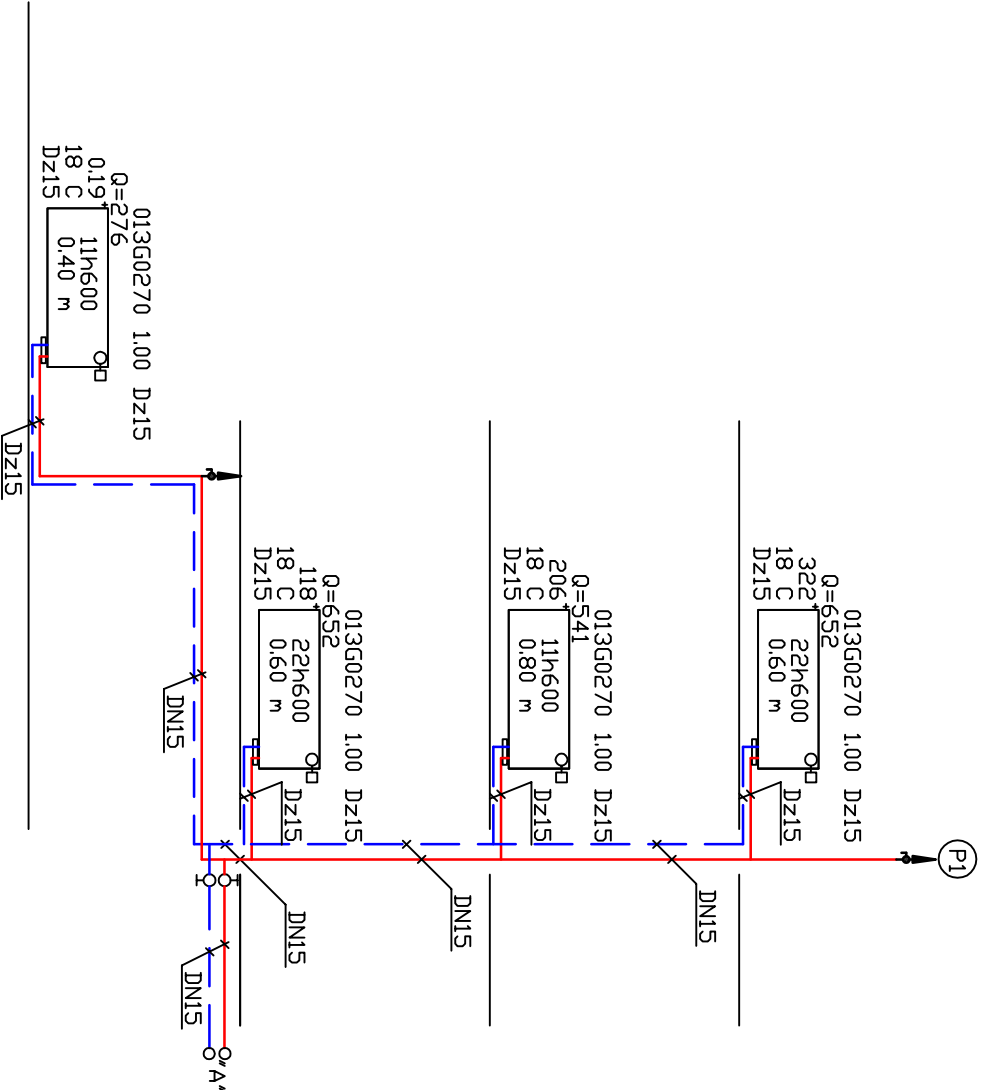 P1
013G0270 1.00 Dz15
Q=652
322
18 C
Dz15
22h600
0.60 m
Dz15
DN15
013G0270 1.00 Dz15
Q=541
206
18 C
Dz15
11h600
0.80 m
Dz15
DN15
013G0270 1.00 Dz15
Q=652
118
18 C
Dz15
22h600
0.60 m
Dz15
DN15
013G0270 1.00 Dz15
Q=276
0.19
18 C
Dz15
11h600
0.40 m
Dz15
DN15
DN15
"A"